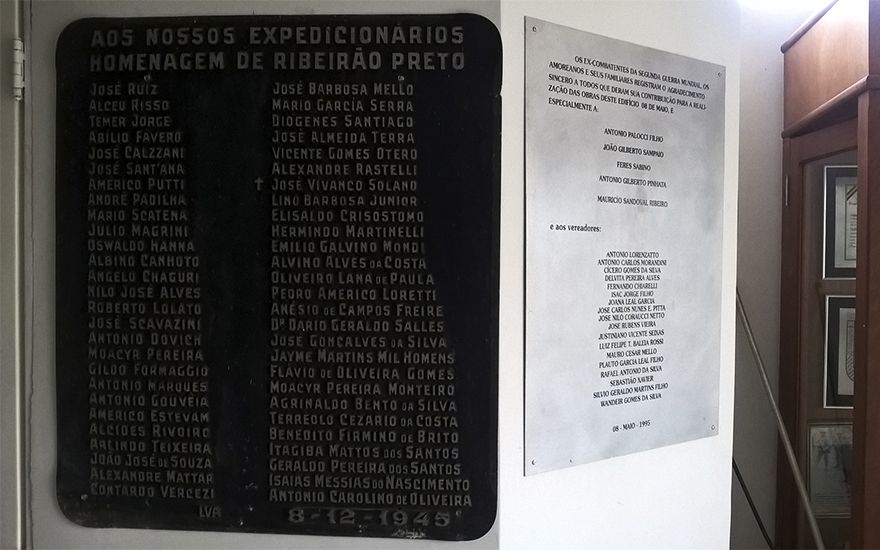 AOS NOSSOS EXPEDICIONÁRIOS
HOMENAGEM DE RIBEIRÃO PRETO
JOSÉ RUIZ
ALCEU RISSO
TEMER JORGE
ABILIO FAVERO
JOSÉ CALZZANI
JOSÉ SANT'ANA
AMÉRICO PUTTI
ANDRÉ PADILHA
MARIO SCATENA
JULIO MAGRINI
OSWALDO HANNA
ALBINO CANHOTO
ANGELO CHAGURI
NILO JOSÉ ALVES
ROBERTO LOLATO
JOSÉ SCAVAZINI
ANTONIO DOVICH
MOACYR PEREIRA
GILDO FORMAGGIO
ANTONIO MARQUES
ANTONIO GOUVEIA
AMERICO ESTEVAM
ALCIDES RIVOIRO
ARLINDO TEIXEIRA
JOÃO JOSÉ DE SOUZA
ALEXANDRE MATTAR
CONTARDO VERCEZI
JOSÉ BARBOSA MELLO
MARIO GARCIA SERRA
DIOGENES SANTIAGO
JOSÉ ALMEIDA TERRA
VICENTE GOMES OTERO
ALEXANDRE RASTELLI
† JOSÉ VIVANCO SOLANO
LINO BARBOSA JUNIOR
ELISALDO CRISOSTOMO
HERMINDO MARTINELLI
EMILIO GALVINO MONDI
ALVINO ALVES DA COSTA
OLIVEIRO LANA DE PAULA
PEDRO AMERICO LORETTI
ANÉSIO DE CAMPOS FREIRE
DR DARIO GERALDO SALLES
JOSÉ GONÇALVES DA SILVA
JAYME MARTINS MIL HOMENS
FLÁVIO DE OLIVEIRA GOMES
MOACYR PEREIRA MONTEIRO
AGRINALDO BENTO DA SILVA
TERREOLO CEZARIO DA COSTA
BENEDITO FIRMINO DE BRITO
ITAGIBA MATTOS DOS SANTOS
GERALDO PEREIRA DOS SANTOS
ISAIAS MESSIAS DO NASCIMENTO
ANTONIO CAROLINO DE OLIVEIRA
LVA
8-12-1945
OS EX-COMBATENTES DA SEGUNDA GUERRA MUNDIAL, OS
AMOREANOS E SEUS FAMILIARES REGISTRAM O AGRADECIMENTO
SINCERO A TODOS QUE DERAM SUA CONTRIBUIÇÃO PARA A REALI-
ZAÇÃO DAS OBRAS DESTE EDIFÍCIO 08 DE MAIO, E
ESPECIALMENTE A:
ANTONIO PALOCCI FILHO
JOÃO GILBERTO SAMPAIO
FERES SABINO
ANTONIO GILBERTO PINHATA
MAURICIO SANDOVAL RIBEIRO
e aos vereadores:
ANTONIO LORENZATTO
ANTONIO CARLOS MORANDINI
CÍCERO GOMES DA SILVA
DELVITA PEREIRA ALVES
FERNANDO CHIARELLI
ISAC JORGE FILHO
JOANA LEAL GARCIA
JOSE CARLOS NUNES E. PITTA
JOSE NILO CORAUCCI NETTO
JOSE RUBENS VIEIRA
JUSTINIANO VICENTE SEIXAS
LUIZ FELIPE T. BALEIA ROSSI
MAURO CESAR MELLO
PLAUTO GARCIA LEAL FILHO
RAFAEL ANTONIO DA SILVA
SEBASTIÃO XAVIER
SILVIO GERALDO MARTINS FILHO
WANDEIR GOMES DA SILVA
08 - MAIO - 1995